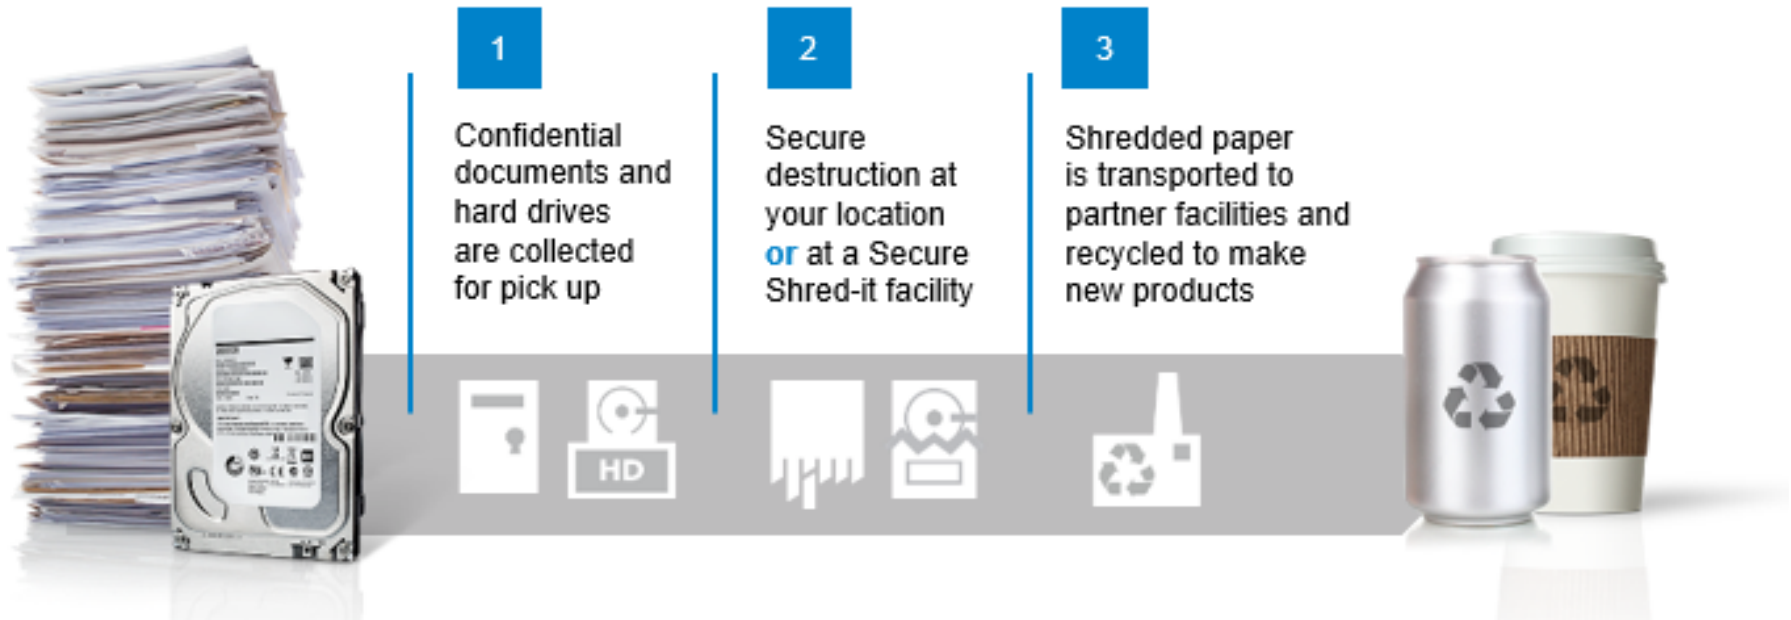 1
Confidential
documents and
hard drives
are collected
for pick up
2
Secure
destruction at
your location
or at a Secure
Shred-it facility
3
Shredded paper
is transported to
partner facilities and
recycled to make
new products
HD